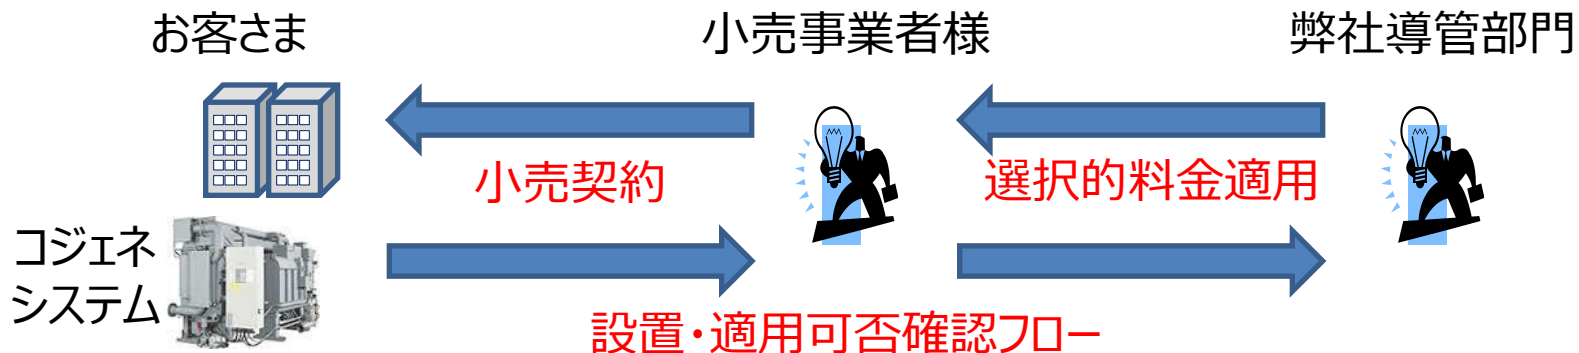 お客さま
小売事業者様
弊社導管部門
小売契約
選択的料金適用
コジェネ
システム
設置・適用可否確認フロー